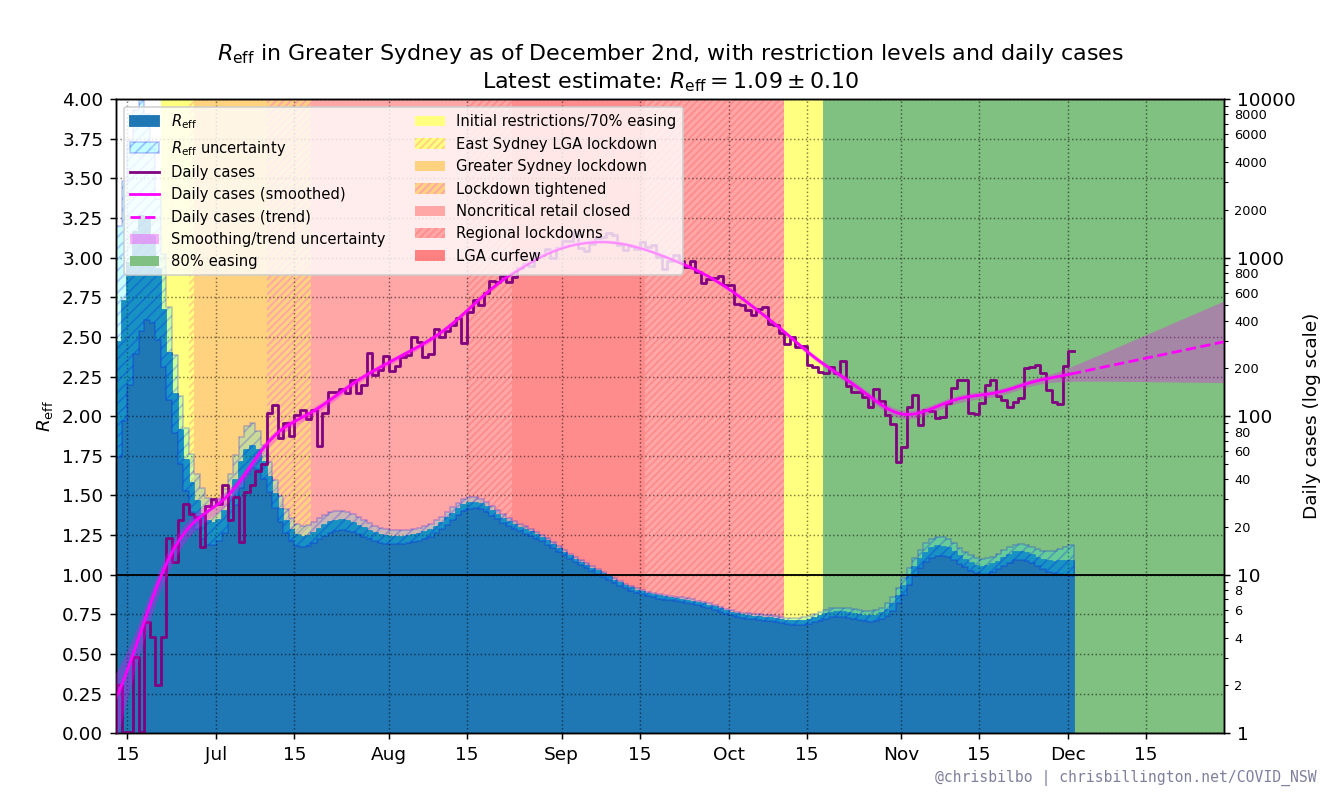 R_eff in Greater Sydney as of December 2nd, with restriction levels and daily cases
Latest estimate: R_eff = 1.09 ± 0.10
R_eff
R_eff uncertainty
Daily cases
Daily cases (smoothed)
Daily cases (trend)
Smoothing/trend uncertainty
80% easing
Initial restrictions/70% easing
East Sydney LGA lockdown
Greater Sydney lockdown
Lockdown tightened
Noncritical retail closed
Regional lockdowns
LGA curfew
4.00
3.75
3.50
3.25
3.00
2.75
2.50
2.25
2.00
1.75
1.50
1.25
1.00
0.75
0.50
0.25
0.00
R_eff
10000
8000
6000
4000
2000
1000
800
600
400
200
100
80
60
40
20
10
8
6
4
2
1
Daily cases (log scale)
15 Jul 15 Aug 15 Sep 15 Oct 15 Nov 15 Dec 15
@chrisbilbo | chrisbillington.net/COVID_NSW